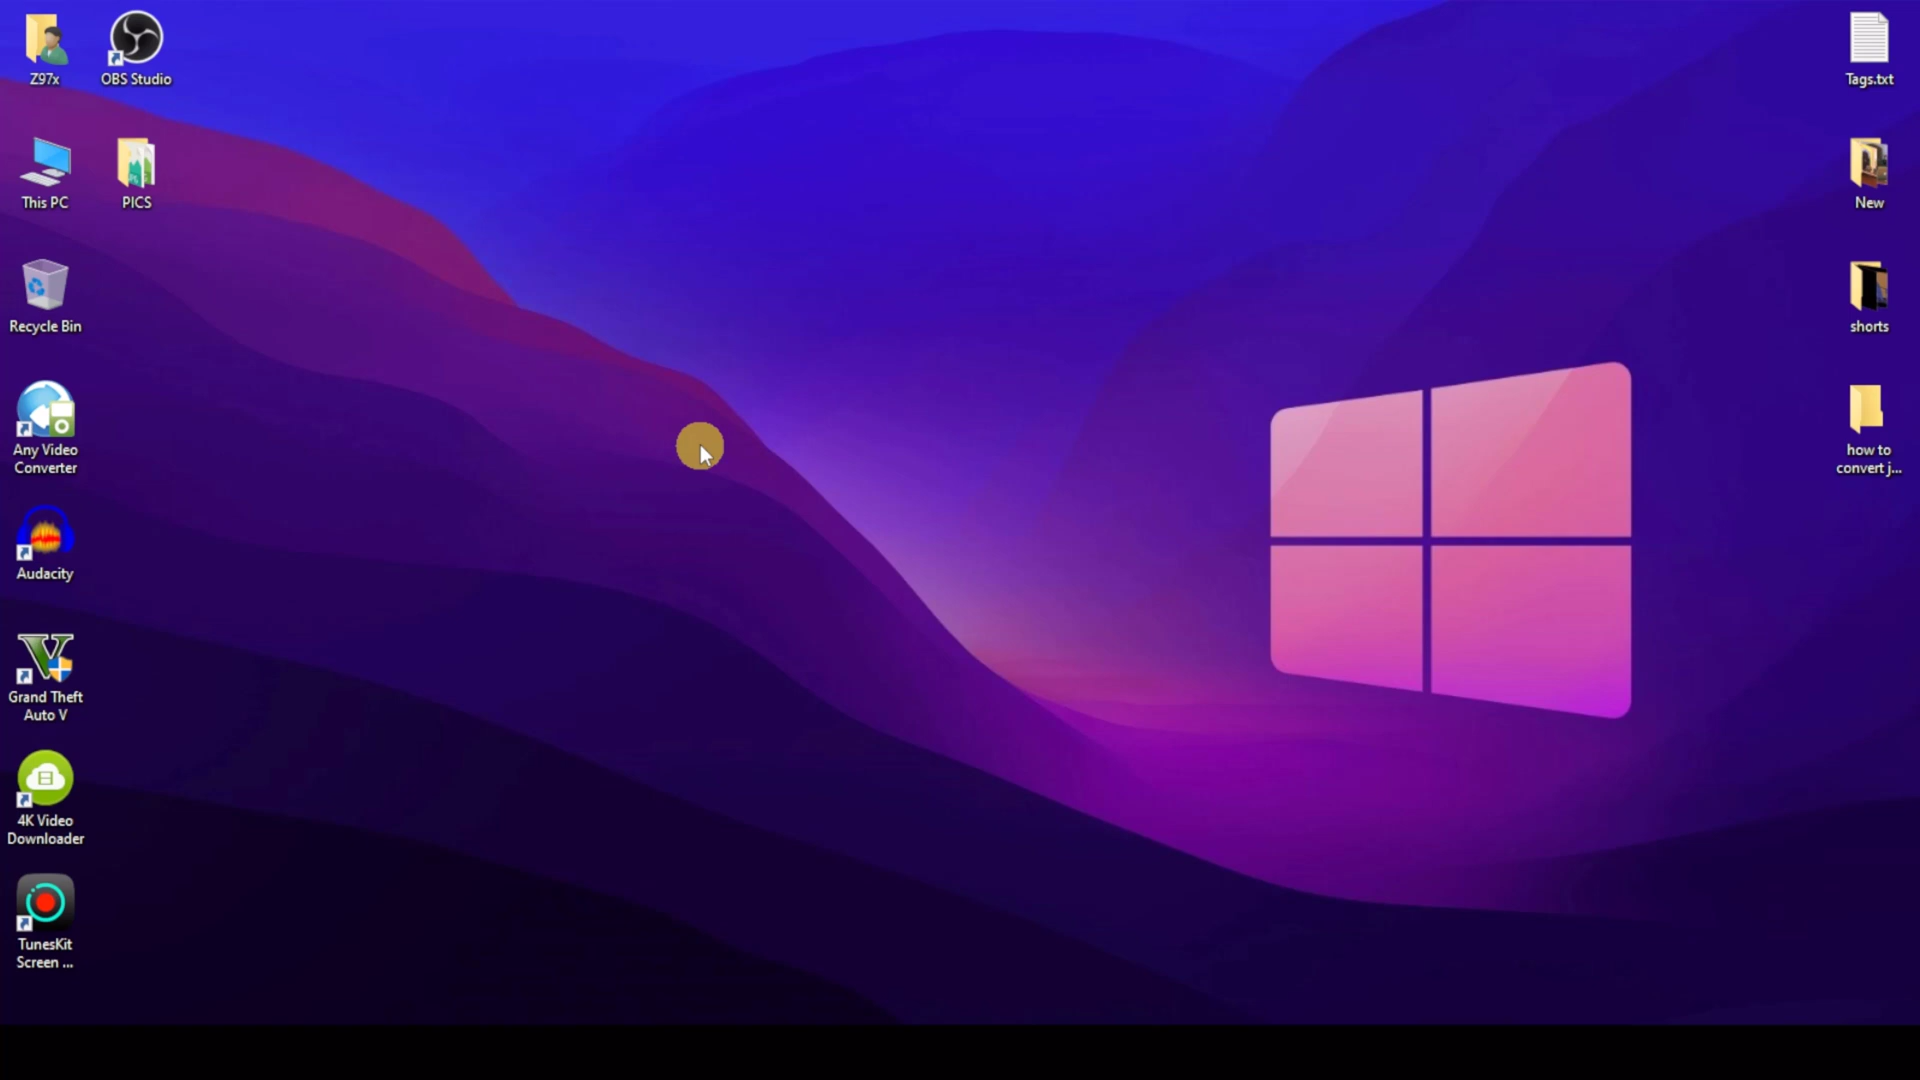 Z97x
OBS Studio
Tags.txt
This PC
PICS
New
Recycle Bin
shorts
Any Video
Converter
how to
convert j...
Audacity
Grand Theft
Auto V
4K Video
Downloader
TunesKit
Screen ...